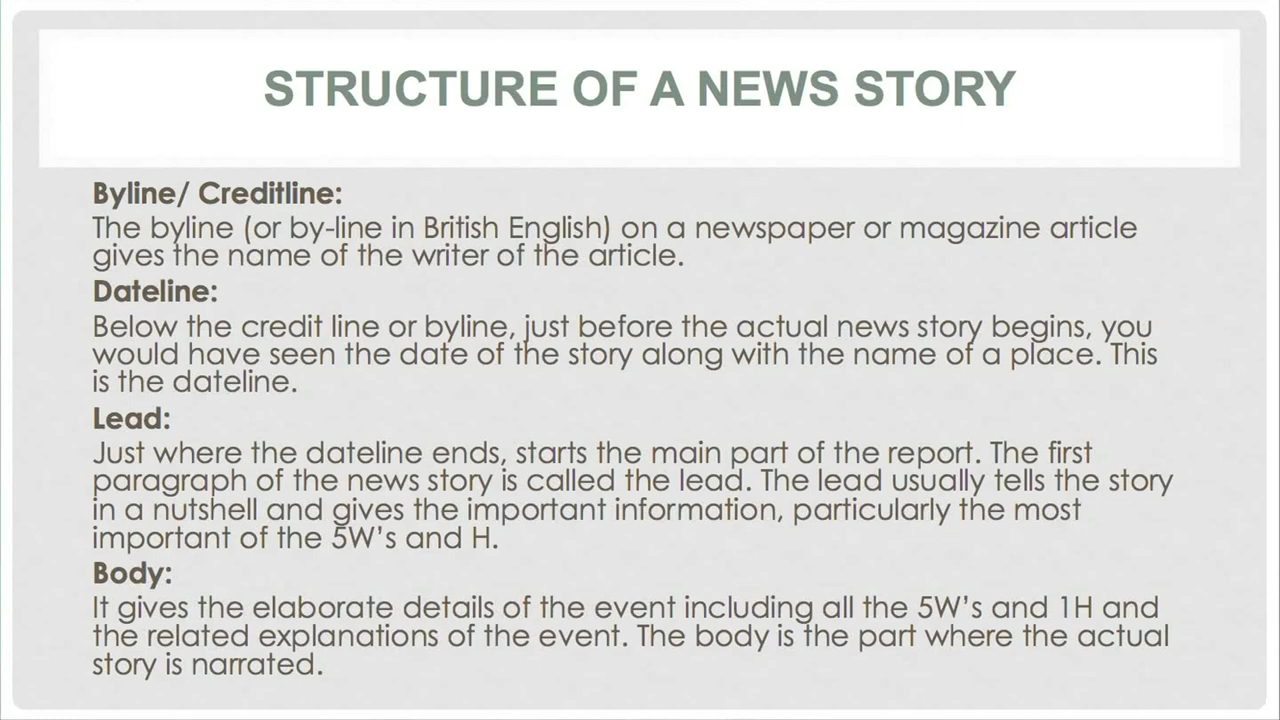 STRUCTURE OF A NEWS STORY
Byline/ Creditline:
The byline (or by-line in British English) on a newspaper or magazine article
gives the name of the writer of the article.
Dateline:
Below the credit line or byline, just before the actual news story begins, you
would have seen the date of the story along with the name of a place. This
is the dateline.
Lead:
Just where the dateline ends, starts the main part of the report. The first
paragraph of the news story is called the lead. The lead usually tells the story
in a nutshell and gives the important information, particularly the most
important of the 5W’s and H.
Body:
It gives the elaborate details of the event including all the 5W’s and 1H and
the related explanations of the event. The body is the part where the actual
story is narrated.